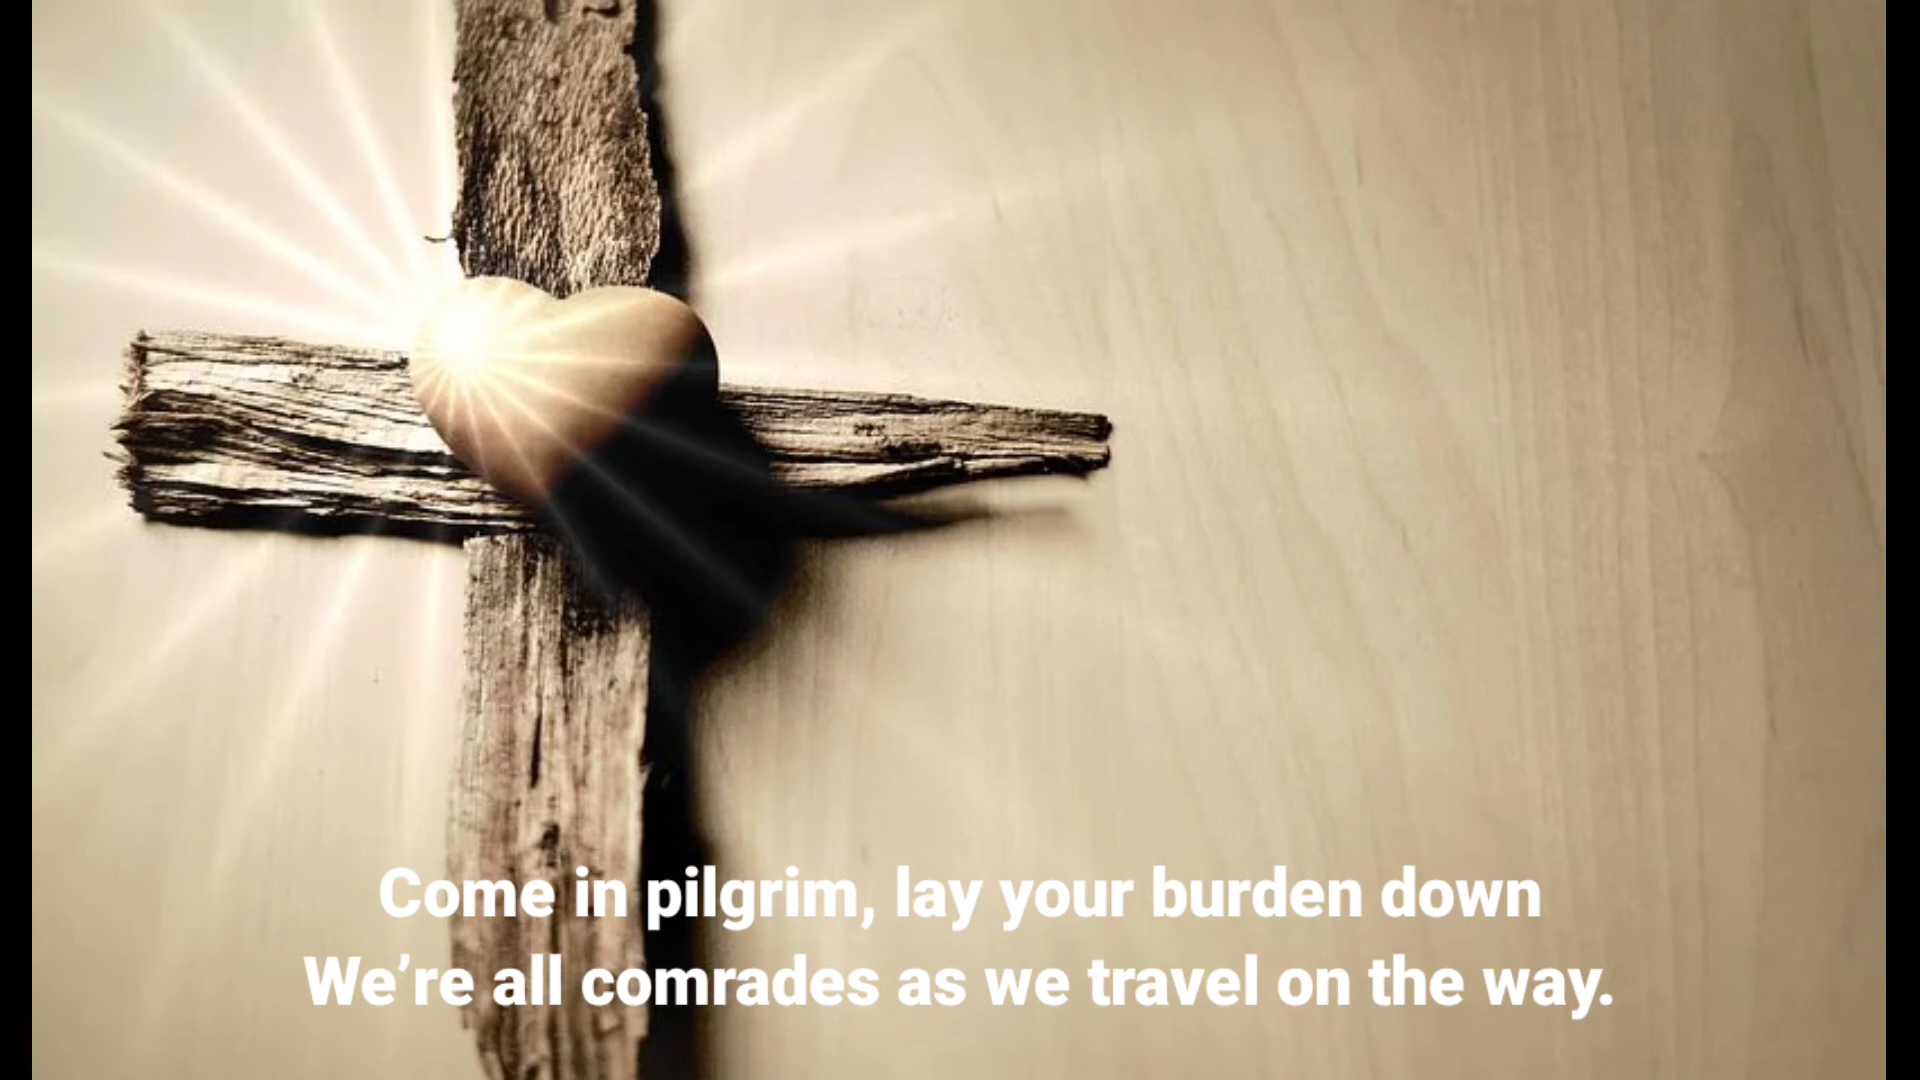 Come in pilgrim, lay your burden down
We’re all comrades as we travel on the way.